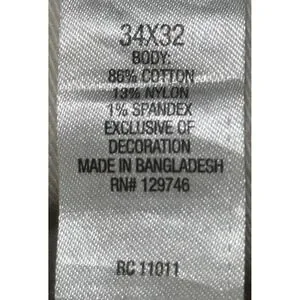 34X32
BODY:
86% COTTON
13% NYLON
1% SPANDEX
EXCLUSIVE OF
DECORATION
MADE IN BANGLADESH
RN# 129746
RC 11011